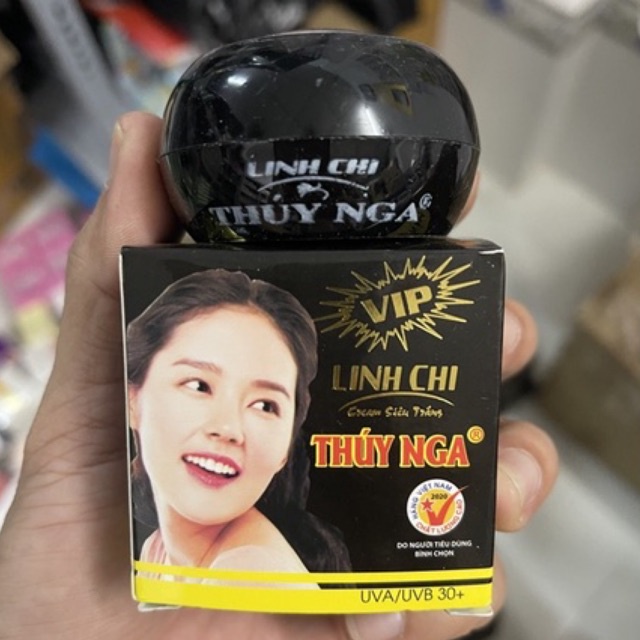 LINH CHI
THÚY NGA®
VIP
LINH CHI
Cream Siêu Trắng
THÚY NGA®
HÀNG VIỆT NAM
2020
CHẤT LƯỢNG CAO
DO NGƯỜI TIÊU DÙNG
BÌNH CHỌN
UVA/UVB 30+